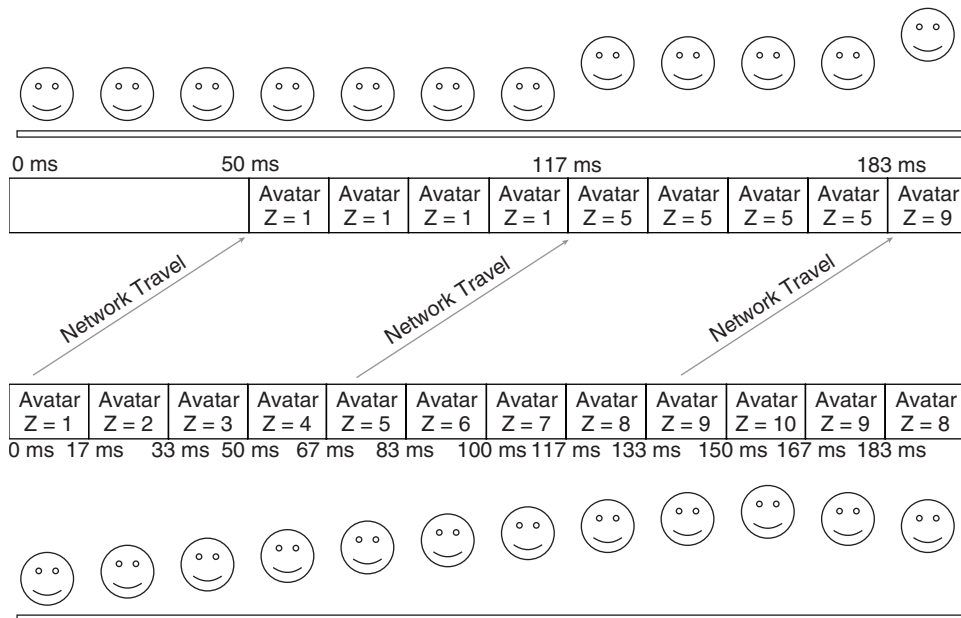 0 ms 50 ms 117 ms 183 ms
Avatar Avatar Avatar Avatar Avatar Avatar Avatar Avatar Avatar
Z = 1 Z = 1 Z = 1 Z = 1 Z = 5 Z = 5 Z = 5 Z = 5 Z = 9
Network Travel Network Travel Network Travel
Avatar Avatar Avatar Avatar Avatar Avatar Avatar Avatar Avatar Avatar Avatar Avatar
Z = 1 Z = 2 Z = 3 Z = 4 Z = 5 Z = 6 Z = 7 Z = 8 Z = 9 Z = 10 Z = 9 Z = 8
0 ms 17 ms 33 ms 50 ms 67 ms 83 ms 100 ms 117 ms 133 ms 150 ms 167 ms 183 ms